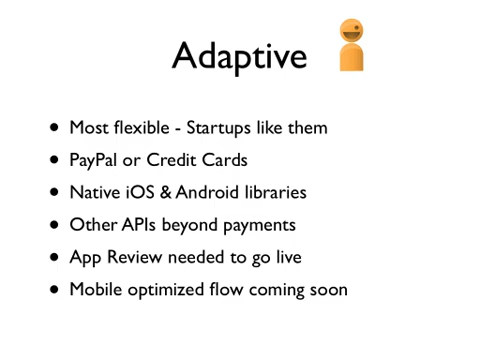 Adaptive
• Most flexible - Startups like them
• PayPal or Credit Cards
• Native iOS & Android libraries
• Other APIs beyond payments
• App Review needed to go live
• Mobile optimized flow coming soon